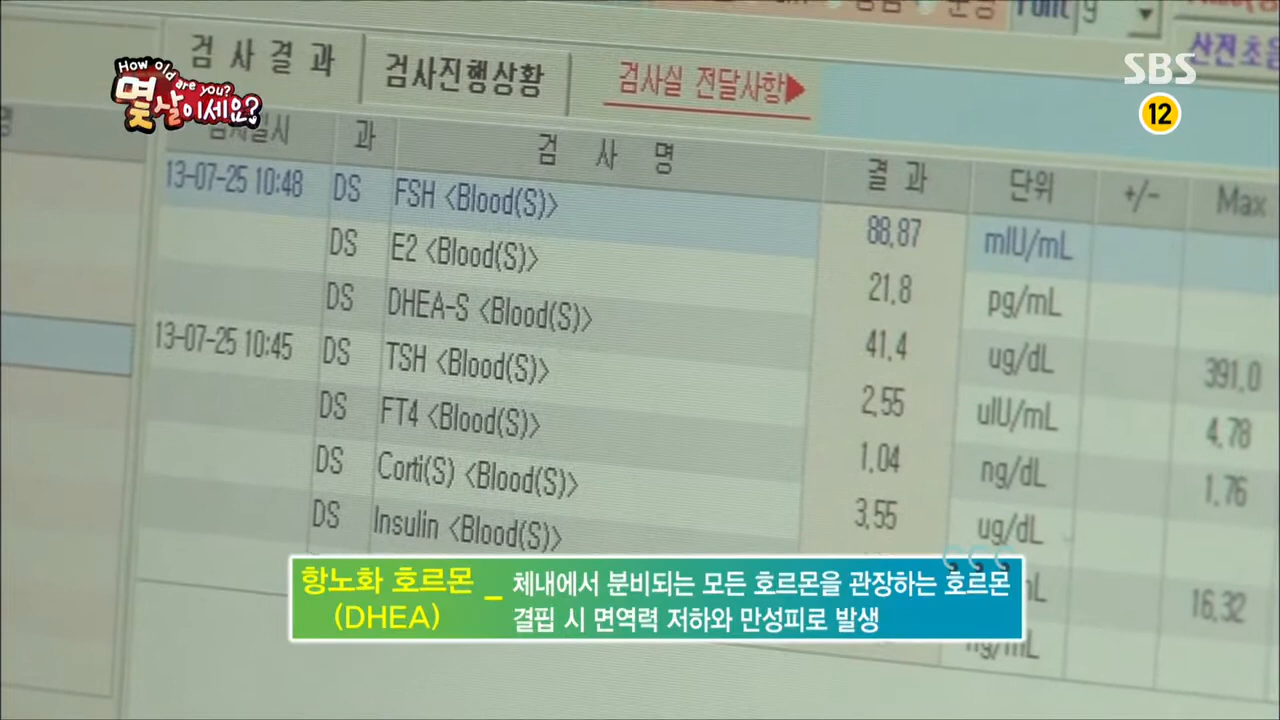 How old are you?
몇살이세요?
SBS
12
Font 9
산전초음
검사결과
검사진행상황
검사실 전달사항▶
검사일시 과 검 사 명 결 과 단위 +/- Max
13-07-25 10:48 DS FSH <Blood(S)> 88,87 mIU/mL
DS E2 <Blood(S)> 21,8 pg/mL
DS DHEA-S <Blood(S)> 41,4 ug/dL 391,0
13-07-25 10:45 DS TSH <Blood(S)> 2,55 uIU/mL 4,78
DS FT4 <Blood(S)> 1,04 ng/dL 1,76
DS Corti(S) <Blood(S)> 3,55 ug/dL
DS Insulin <Blood(S)> 16,32
항노화 호르몬 _ 체내에서 분비되는 모든 호르몬을 관장하는 호르몬
(DHEA) 결핍 시 면역력 저하와 만성피로 발생
ng/mL